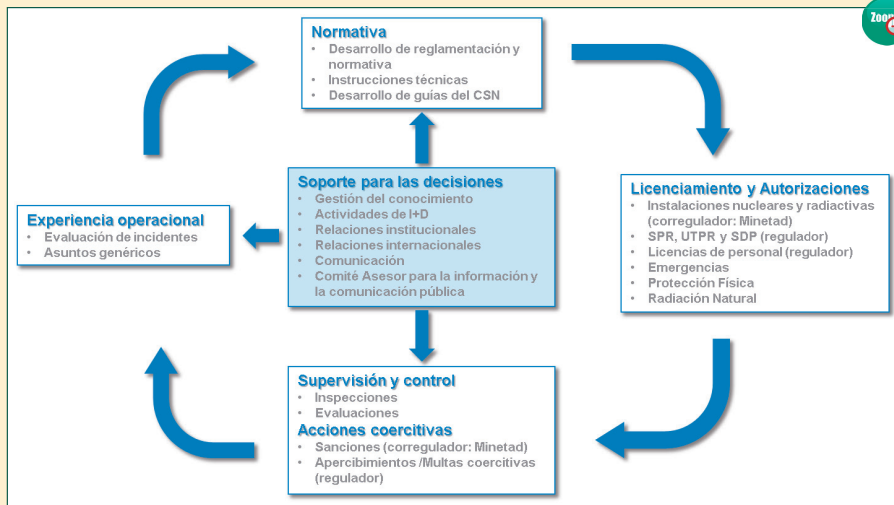 Zoom
Normativa
• Desarrollo de reglamentación y
normativa
• Instrucciones técnicas
• Desarrollo de guías del CSN
Soporte para las decisiones
• Gestión del conocimiento
• Actividades de I+D
• Relaciones institucionales
• Relaciones internacionales
• Comunicación
• Comité Asesor para la información y
la comunicación pública
Licenciamiento y Autorizaciones
• Instalaciones nucleares y radiactivas
(corregulador: Minetad)
• SPR, UTPR y SDP (regulador)
• Licencias de personal (regulador)
• Emergencias
• Protección Física
• Radiación Natural
Experiencia operacional
• Evaluación de incidentes
• Asuntos genéricos
Supervisión y control
• Inspecciones
• Evaluaciones
Acciones coercitivas
• Sanciones (corregulador: Minetad)
• Apercibimientos /Multas coercitivas
(regulador)